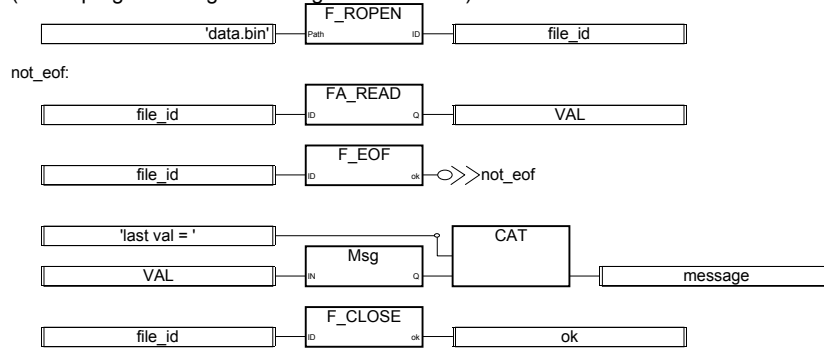 F_ROPEN
'data.bin' Path ID file_id
not_eof:
FA_READ
file_id ID Q VAL
F_EOF
file_id ID ok not_eof
'last val = ' CAT
Msg
VAL IN Q message
F_CLOSE
file_id ID ok ok